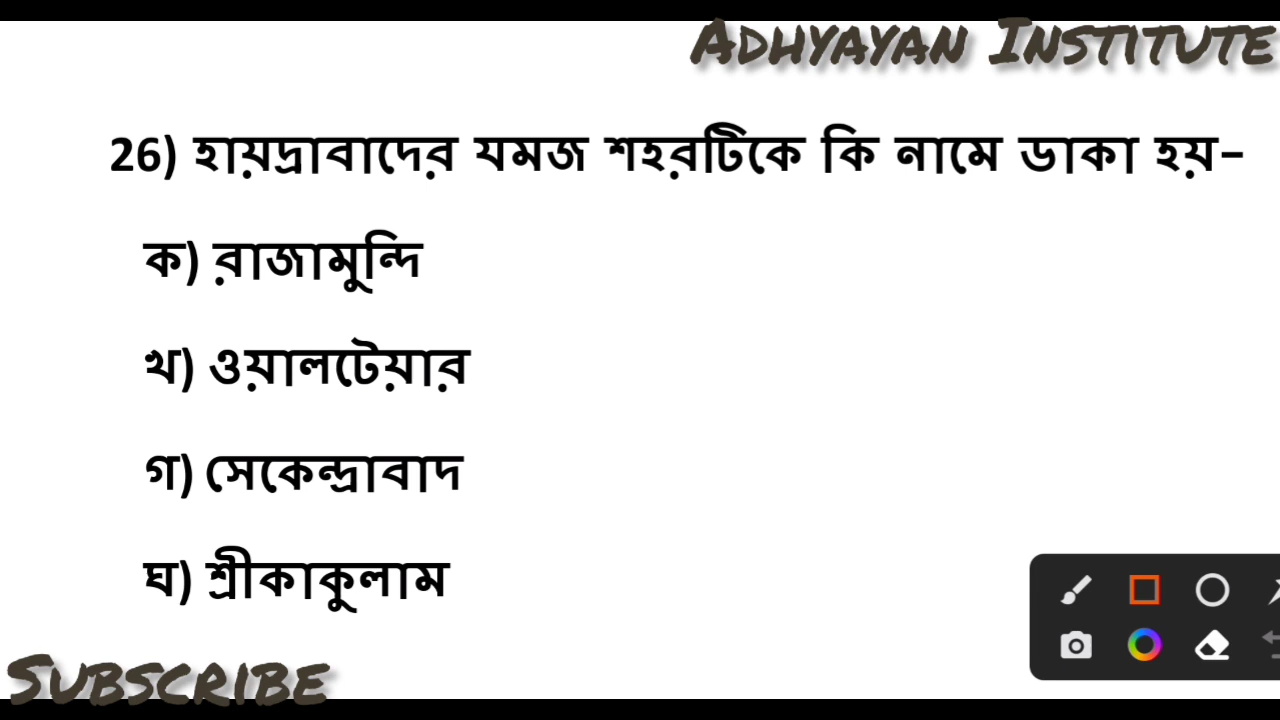 ADHYAYAN INSTITUTE
26) হায়দ্রাবাদের যমজ শহরটিকে কি নামে ডাকা হয়–
ক) রাজামুন্দি
খ) ওয়ালটেয়ার
গ) সেকেন্দ্রাবাদ
ঘ) শ্রীকাকুলাম
SUBSCRIBE